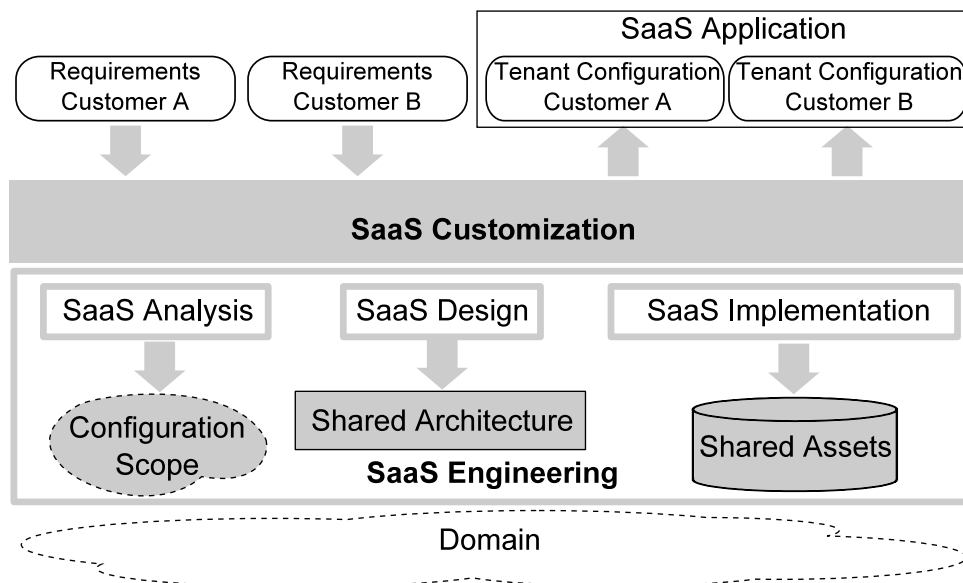 SaaS Application
Requirements
Customer A
Requirements
Customer B
Tenant Configuration
Customer A
Tenant Configuration
Customer B
SaaS Customization
SaaS Analysis
SaaS Design
SaaS Implementation
Configuration
Scope
Shared Architecture
Shared Assets
SaaS Engineering
Domain